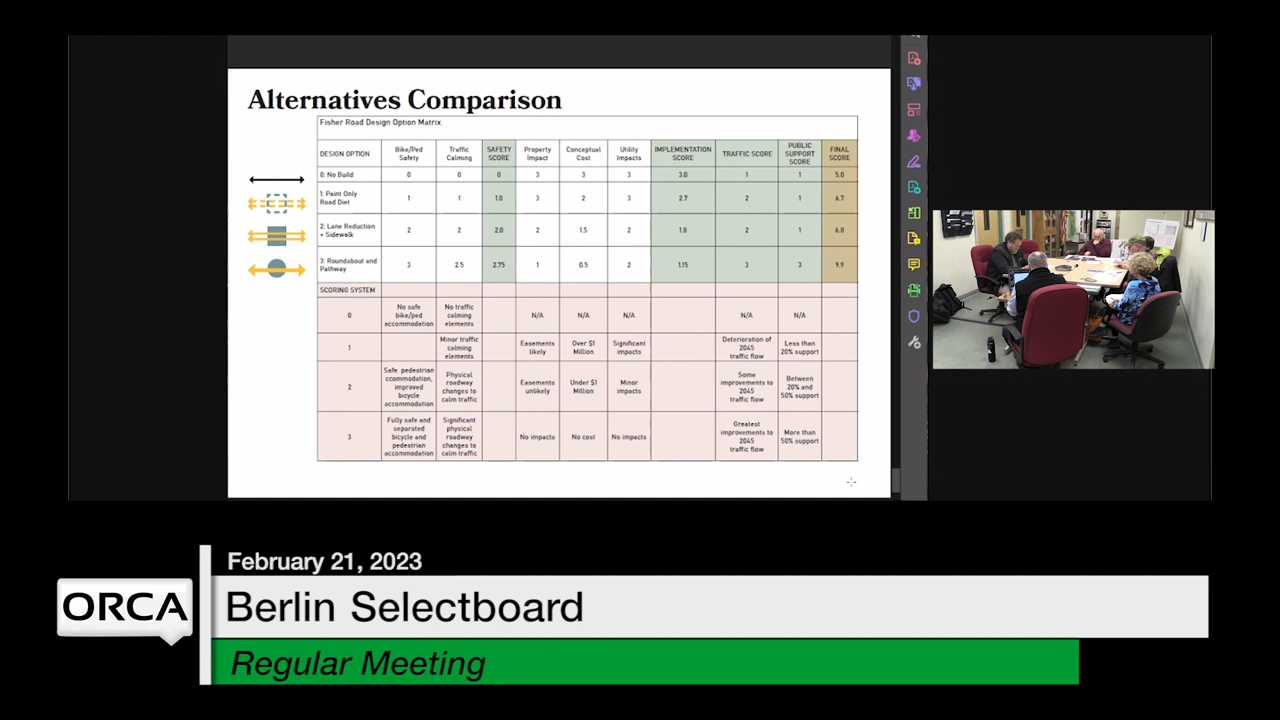 Alternatives Comparison
Fisher Road Design Option Matrix
DESIGN OPTION Bike/Ped Safety Traffic Calming SAFETY SCORE Property Impact Conceptual Cost Utility Impacts IMPLEMENTATION SCORE TRAFFIC SCORE PUBLIC SUPPORT SCORE FINAL SCORE
0: No Build 0 0 0 3 3 3 3.0 1 1 5.0
1: Paint Only Road Diet 1 1 1.0 3 2 3 2.7 2 1 6.7
2: Lane Reduction + Sidewalk 2 2 2.0 2 1.5 2 1.8 2 1 6.8
3: Roundabout and Pathway 3 2.5 2.75 1 0.5 2 1.15 3 3 9.9
SCORING SYSTEM
0 No safe bike/ped accommodation No traffic calming elements N/A N/A N/A N/A N/A
1 Minor traffic calming elements Easements likely Over $1 Million Significant impacts Deterioration of 2045 traffic flow Less than 20% support
2 Safe pedestrian ccommodation, improved bicycle accommodation Physical roadway changes to calm traffic Easements unlikely Under $1 Million Minor impacts Some improvements to 2045 traffic flow Between 20% and 50% support
3 Fully safe and separated bicycle and pedestrian accommodation Significant physical roadway changes to calm traffic No impacts No cost No impacts Greatest improvements to 2045 traffic flow More than 50% support
February 21, 2023
ORCA
Berlin Selectboard
Regular Meeting